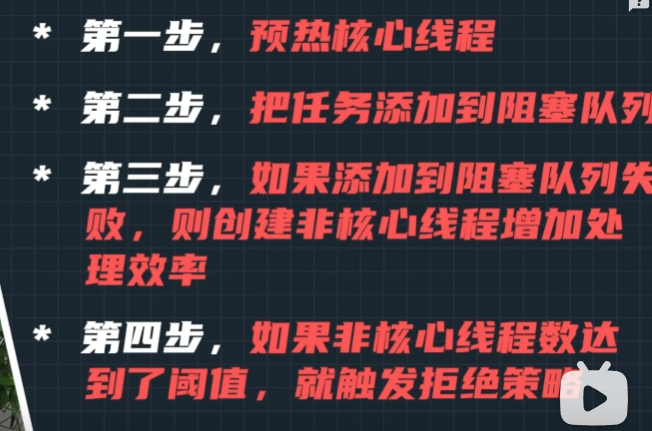 * 第一步，预热核心线程
* 第二步，把任务添加到阻塞队列
* 第三步，如果添加到阻塞队列失
败，则创建非核心线程增加处
理效率
* 第四步，如果非核心线程数达
到了阈值，就触发拒绝策略